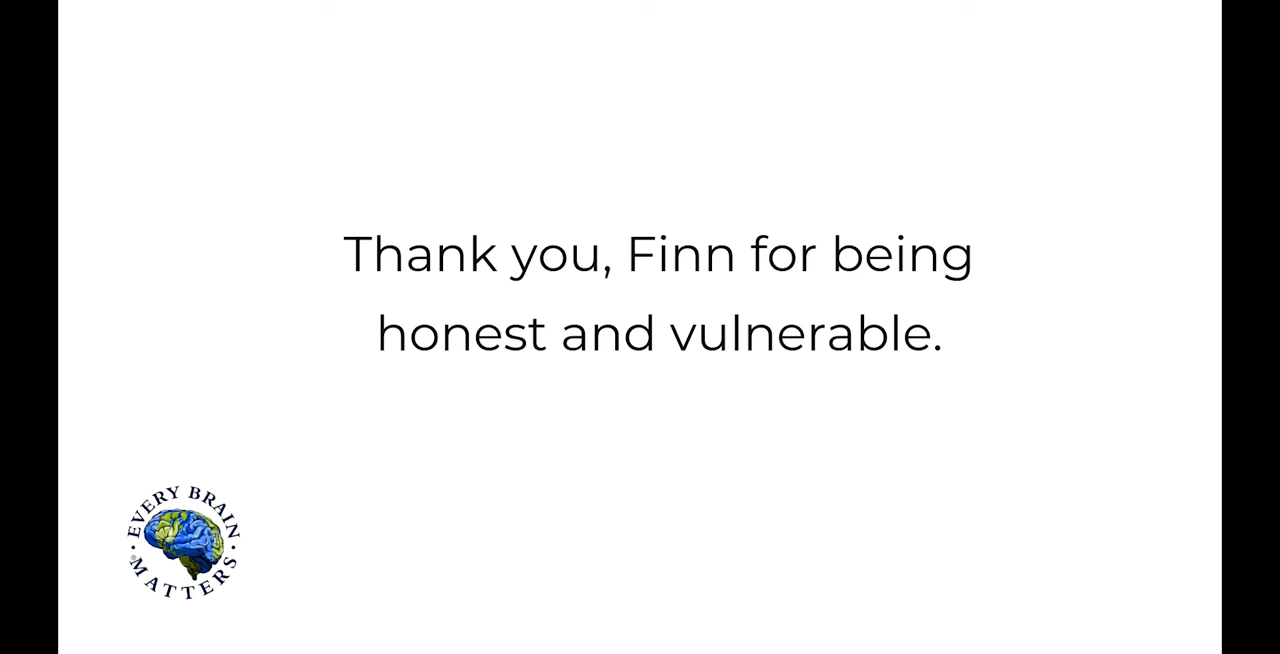 Thank you, Finn for being
honest and vulnerable.
· EVERY BRAIN ·
®MATTERS